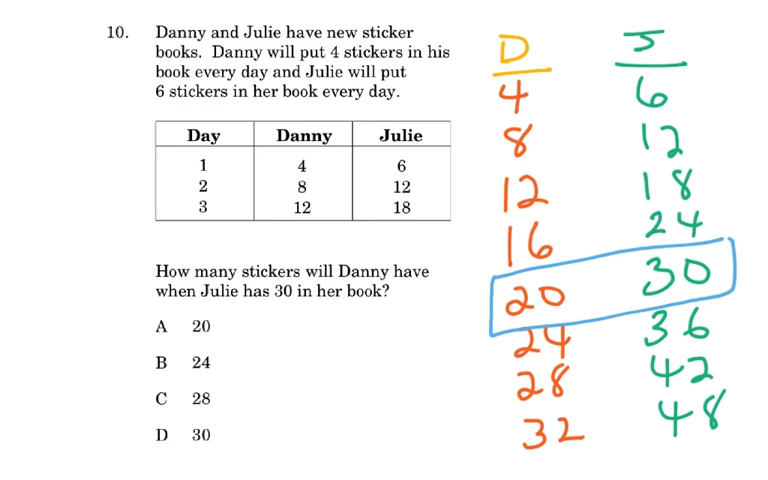 10. Danny and Julie have new sticker
books. Danny will put 4 stickers in his
book every day and Julie will put
6 stickers in her book every day.
Day Danny Julie
1 4 6
2 8 12
3 12 18
How many stickers will Danny have
when Julie has 30 in her book?
A 20
B 24
C 28
D 30
D J
4 6
8 12
12 18
16 24
20 30
24 36
28 42
32 48